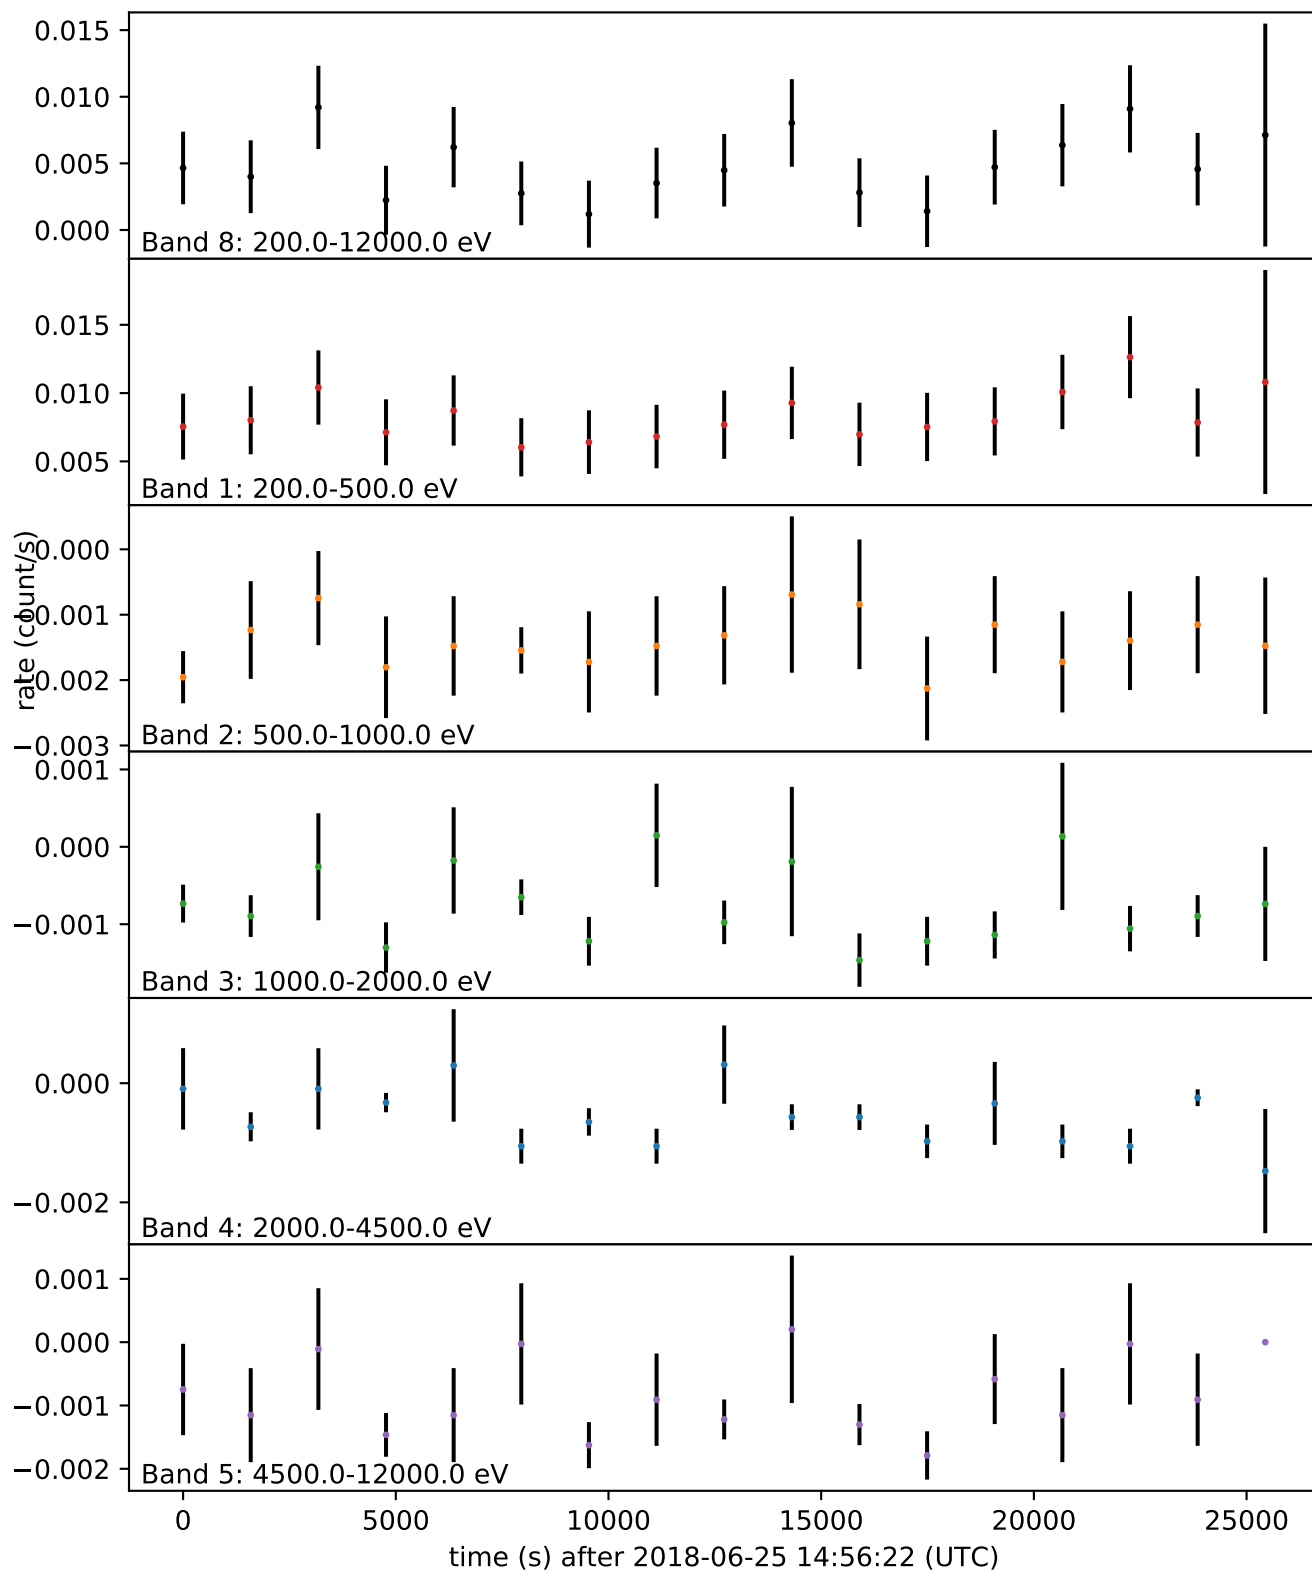 0.015
0.010
0.005
0.000
Band 8: 200.0-12000.0 eV
0.015
0.010
0.005
Band 1: 200.0-500.0 eV
rate (count/s)
0.000
0.001
0.002
−0.003
Band 2: 500.0-1000.0 eV
0.001
0.000
−0.001
Band 3: 1000.0-2000.0 eV
0.000
−0.002
Band 4: 2000.0-4500.0 eV
0.001
0.000
−0.001
−0.002
Band 5: 4500.0-12000.0 eV
0 5000 10000 15000 20000 25000
time (s) after 2018-06-25 14:56:22 (UTC)